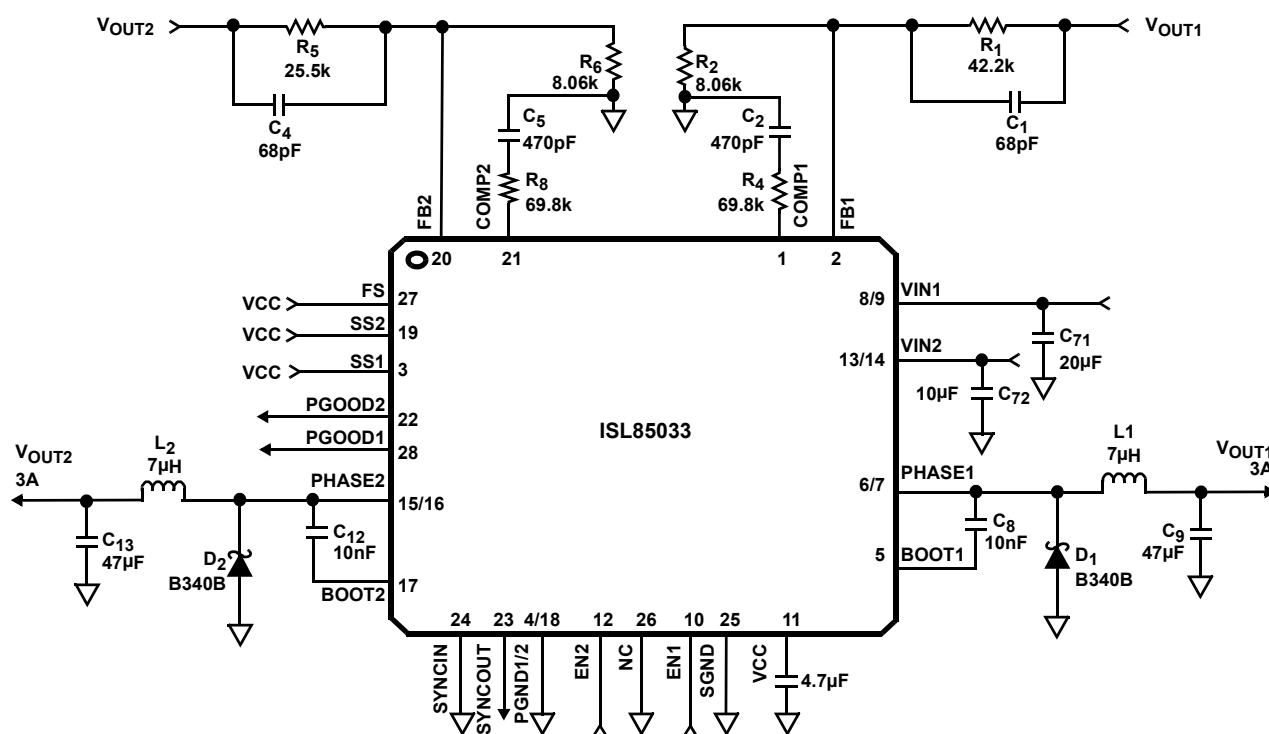 VOUT2
R5
25.5k
C4
68pF
R6
8.06k
C5
470pF
R8
69.8k
FB2
COMP2
R2
8.06k
C2
470pF
R4
69.8k
COMP1
FB1
R1
42.2k
C1
68pF
VOUT1
20
21
1
2
VCC
FS
27
VCC
SS2
19
VCC
SS1
3
PGOOD2
22
PGOOD1
28
ISL85033
8/9
VIN1
C71
20µF
13/14
VIN2
10µF
C72
VOUT2
3A
L2
7µH
PHASE2
15/16
C13
47µF
D2
B340B
C12
10nF
17
BOOT2
6/7
PHASE1
L1
7µH
VOUT1
3A
C8
10nF
5
BOOT1
D1
B340B
C9
47µF
24
23
4/18
12
26
10
25
11
SYNCIN
SYNCOUT
PGND1/2
EN2
NC
EN1
SGND
VCC
4.7µF